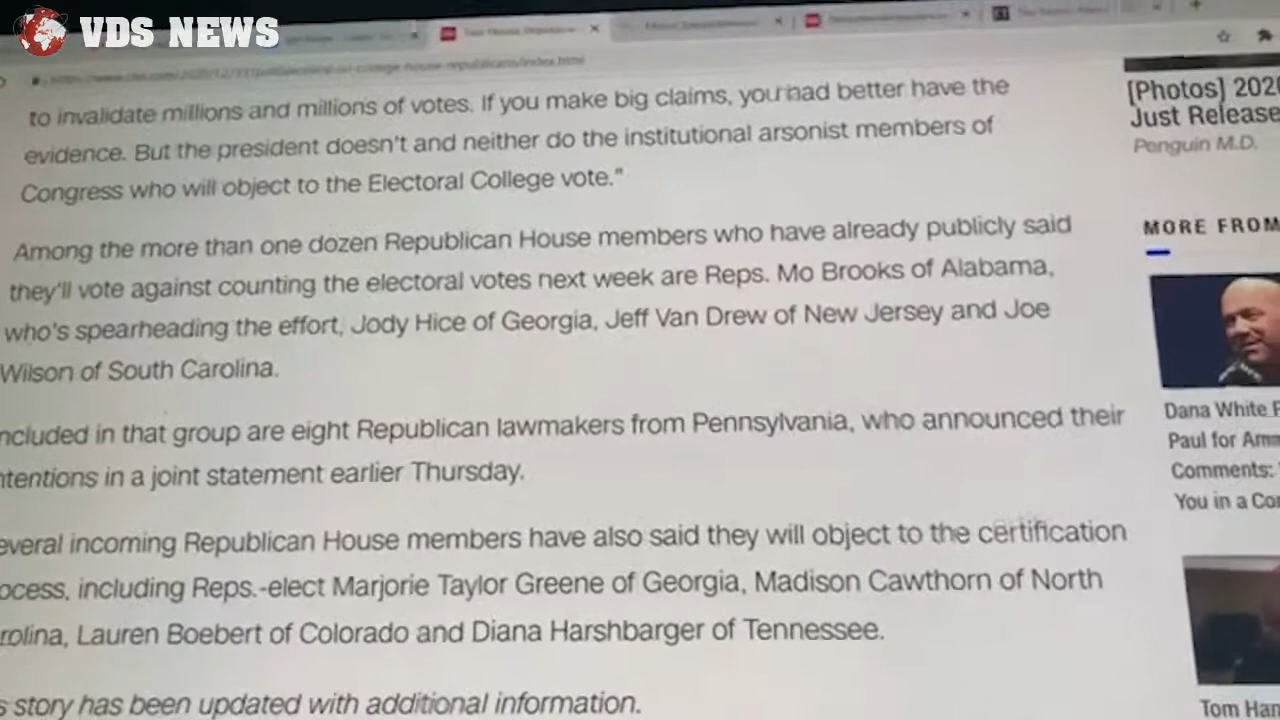 VDS NEWS
to invalidate millions and millions of votes. If you make big claims, you had better have the
evidence. But the president doesn't and neither do the institutional arsonist members of
Congress who will object to the Electoral College vote."
Among the more than one dozen Republican House members who have already publicly said
they'll vote against counting the electoral votes next week are Reps. Mo Brooks of Alabama,
who's spearheading the effort, Jody Hice of Georgia, Jeff Van Drew of New Jersey and Joe
Wilson of South Carolina.
ncluded in that group are eight Republican lawmakers from Pennsylvania, who announced their
ntentions in a joint statement earlier Thursday.
everal incoming Republican House members have also said they will object to the certification
ocess, including Reps.-elect Marjorie Taylor Greene of Georgia, Madison Cawthorn of North
rolina, Lauren Boebert of Colorado and Diana Harshbarger of Tennessee.
s story has been updated with additional information.
[Photos] 202
Just Release
Penguin M.D.
MORE FROM
Dana White
Paul for
Comments:
You in a
Tom Han